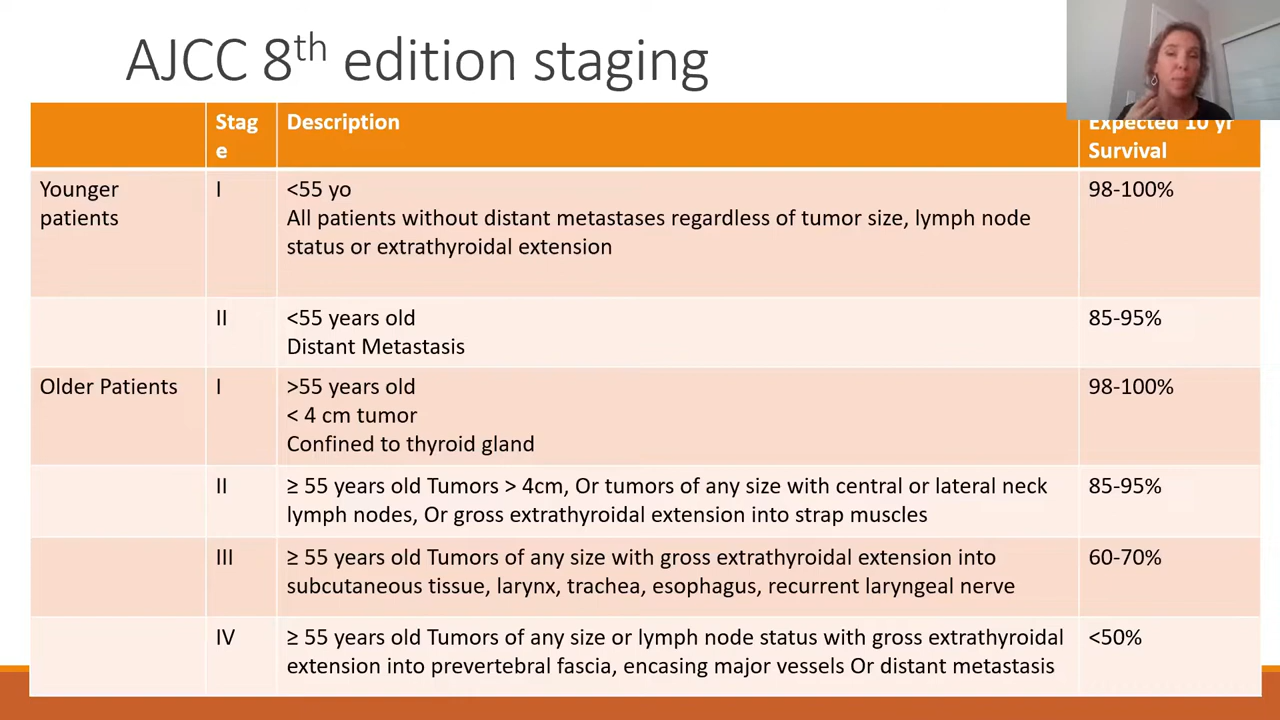 AJCC 8th edition staging
Stag
e
Description
Expected 10 yr
Survival
Younger
patients
I
<55 yo
All patients without distant metastases regardless of tumor size, lymph node
status or extrathyroidal extension
98-100%
II
<55 years old
Distant Metastasis
85-95%
Older Patients
I
>55 years old
< 4 cm tumor
Confined to thyroid gland
98-100%
II
≥ 55 years old Tumors > 4cm, Or tumors of any size with central or lateral neck
lymph nodes, Or gross extrathyroidal extension into strap muscles
85-95%
III
≥ 55 years old Tumors of any size with gross extrathyroidal extension into
subcutaneous tissue, larynx, trachea, esophagus, recurrent laryngeal nerve
60-70%
IV
≥ 55 years old Tumors of any size or lymph node status with gross extrathyroidal
extension into prevertebral fascia, encasing major vessels Or distant metastasis
<50%